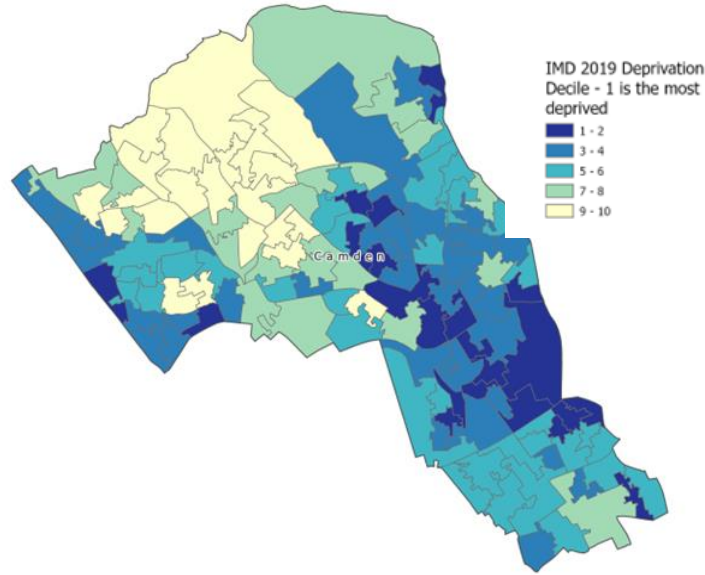 IMD 2019 Deprivation
Decile - 1 is the most
deprived
1 - 2
3 - 4
5 - 6
7 - 8
9 - 10
Camden